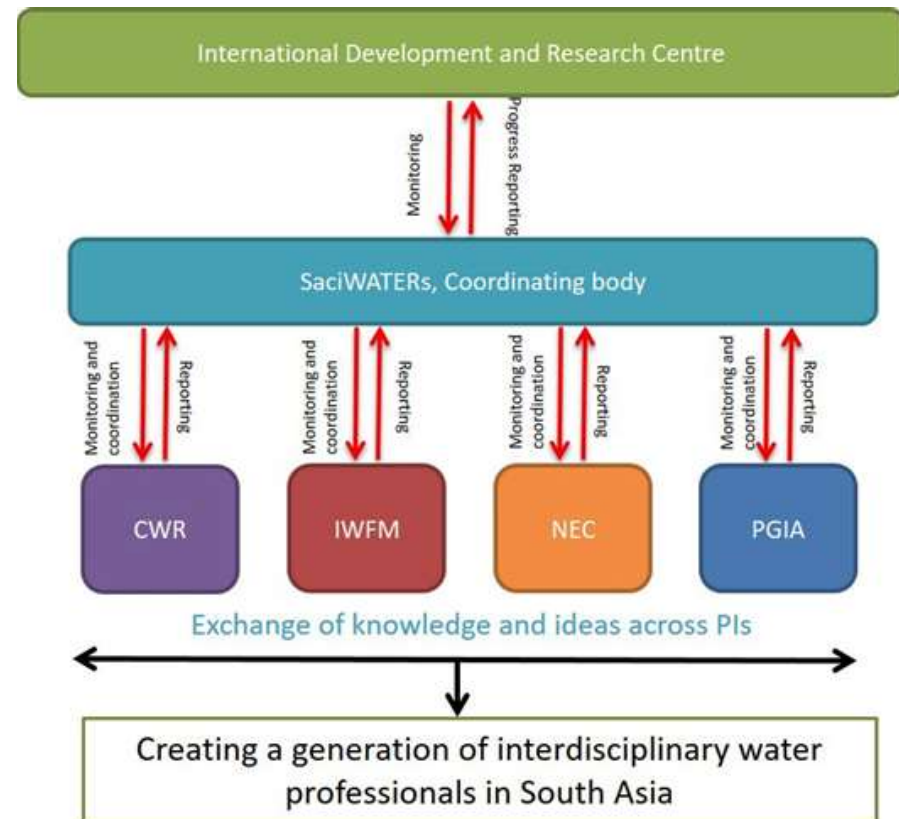 International Development and Research Centre
Monitoring
Progress Reporting
SaciWATERs, Coordinating body
Monitoring and
coordination
Reporting
Monitoring and
coordination
Reporting
Monitoring and
coordination
Reporting
Monitoring and
coordination
Reporting
CWR
IWFM
NEC
PGIA
Exchange of knowledge and ideas across PIs
Creating a generation of interdisciplinary water
professionals in South Asia